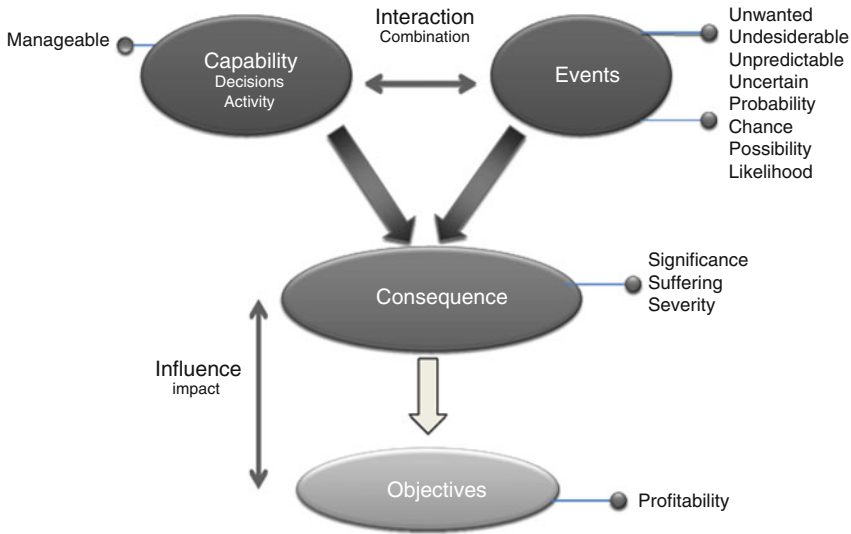 Manageable
Capability
Decisions
Activity
Interaction
Combination
Events
Unwanted
Undesiderable
Unpredictable
Uncertain
Probability
Chance
Possibility
Likelihood
Consequence
Significance
Suffering
Severity
Influence
impact
Objectives
Profitability